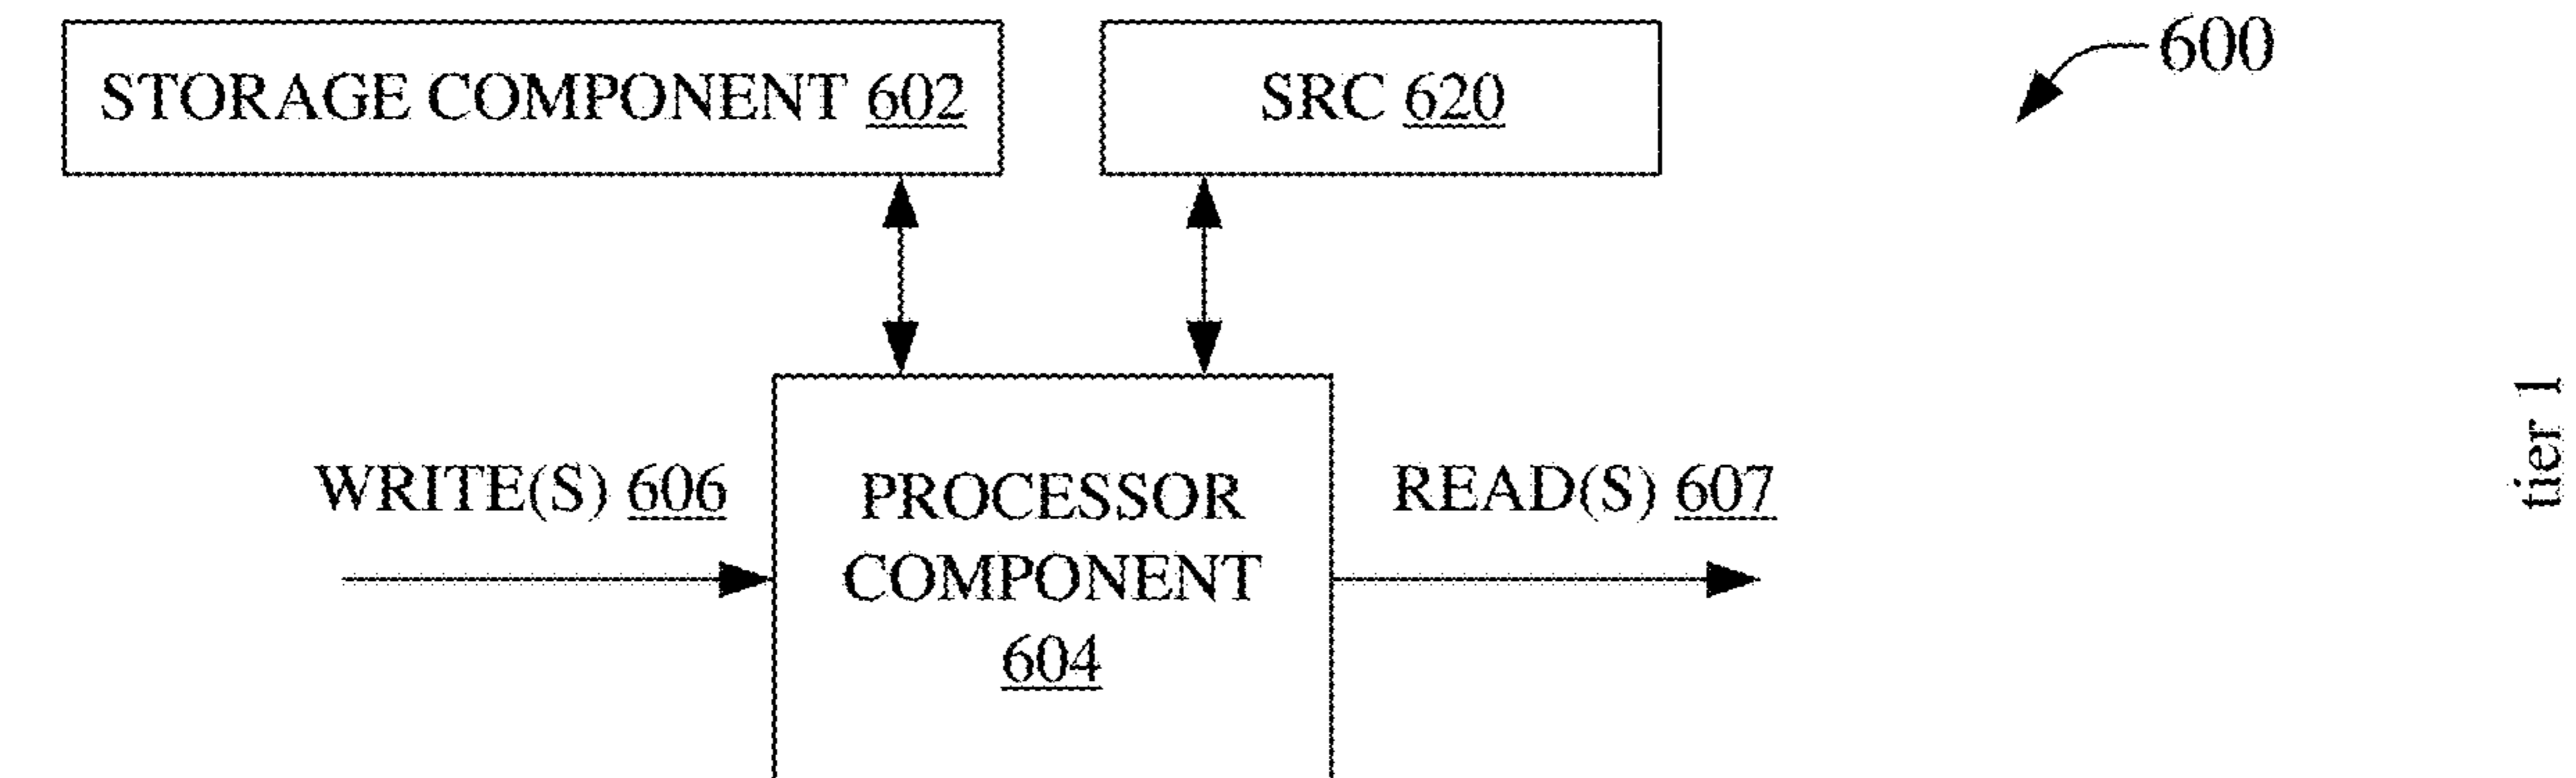 STORAGE COMPONENT 602
SRC 620
600
WRITE(S) 606
PROCESSOR
COMPONENT
604
READ(S) 607
tier 1